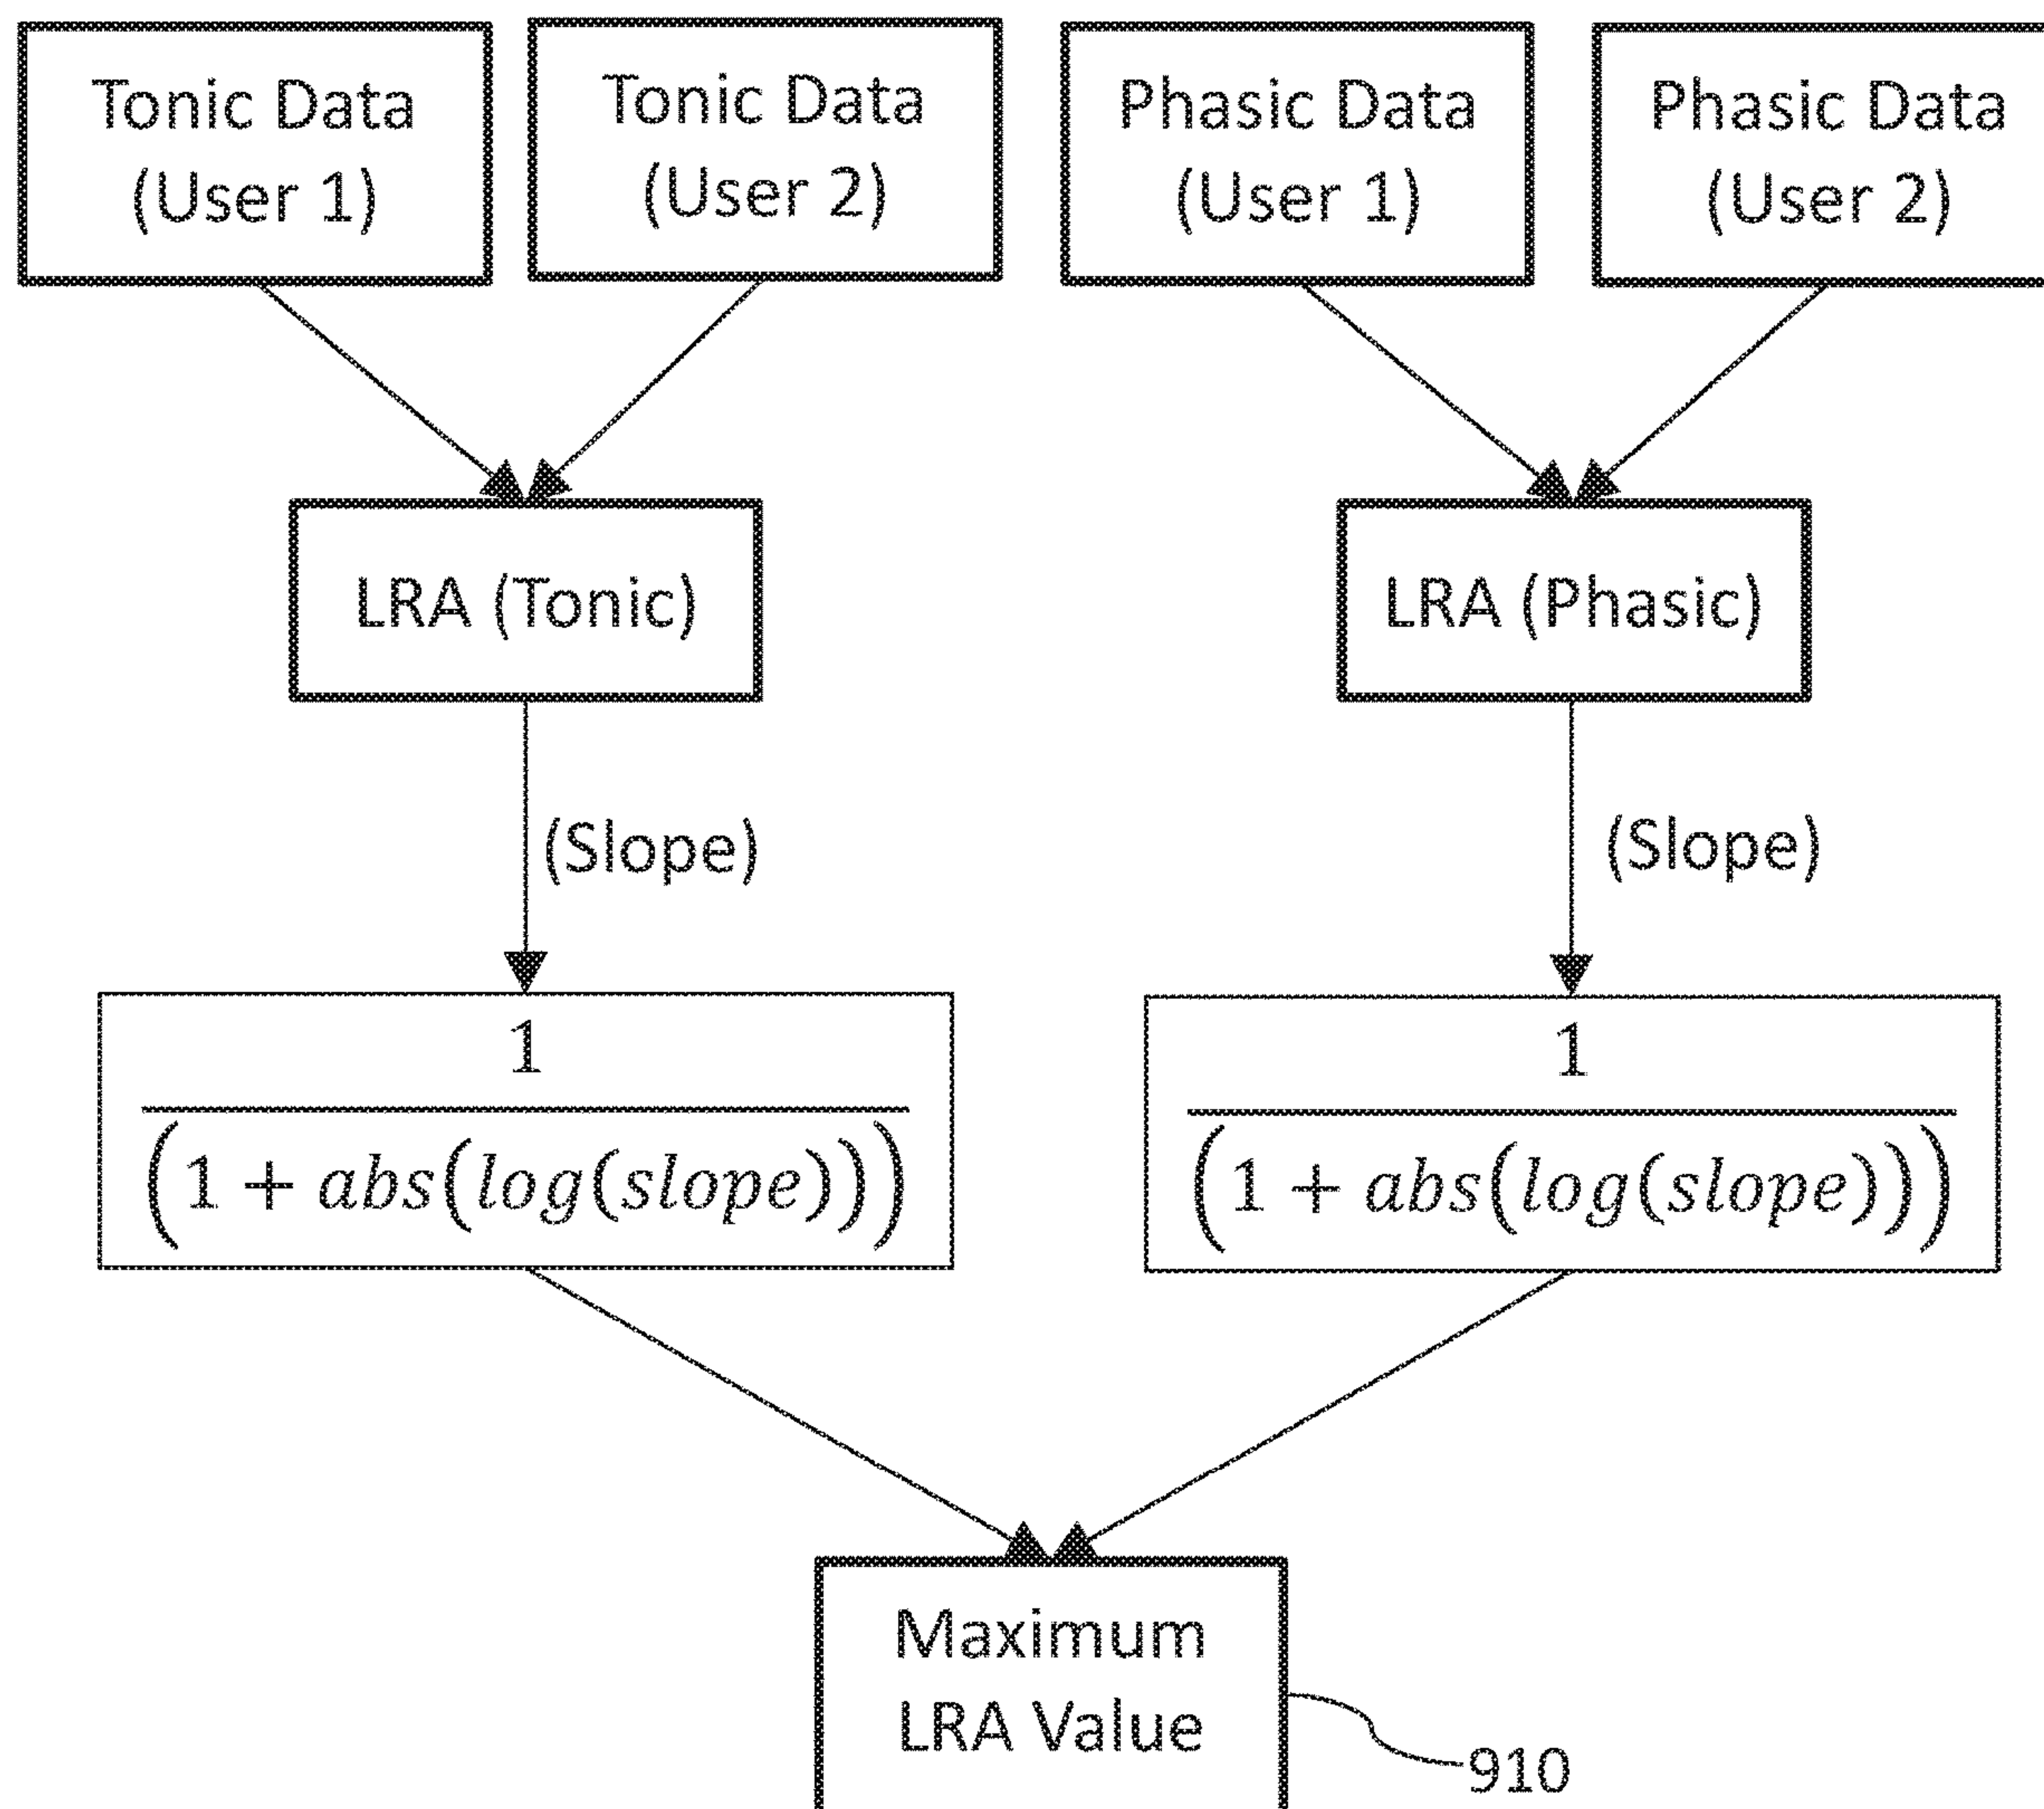 Tonic Data
(User 1)
Tonic Data
(User 2)
Phasic Data
(User 1)
Phasic Data
(User 2)
LRA (Tonic)
LRA (Phasic)
(Slope)
(Slope)
1
(1 + abs(log(slope)))
1
(1 + abs(log(slope)))
Maximum
LRA Value
910